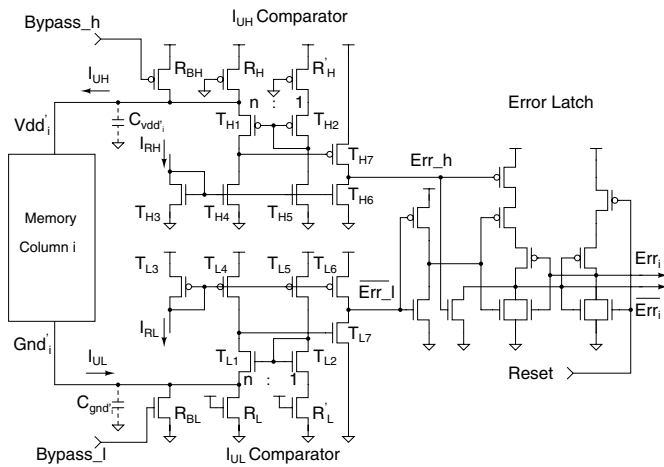 Bypass_h
I_UH Comparator
I_UH
R_BH
R_H
R'_H
Error Latch
n : 1
Vdd'_i
C_vdd'_i
T_H1
T_H2
I_RH
T_H7
Err_h
T_H3
T_H4
T_H5
T_H6
Memory
Column i
T_L3
T_L4
T_L5
T_L6
Err_l
Err_i
Err_i
I_RL
T_L7
Gnd'_i
T_L1
T_L2
I_UL
n : 1
Reset
C_gnd'_i
R_BL
R_L
R'_L
Bypass_l
I_UL Comparator